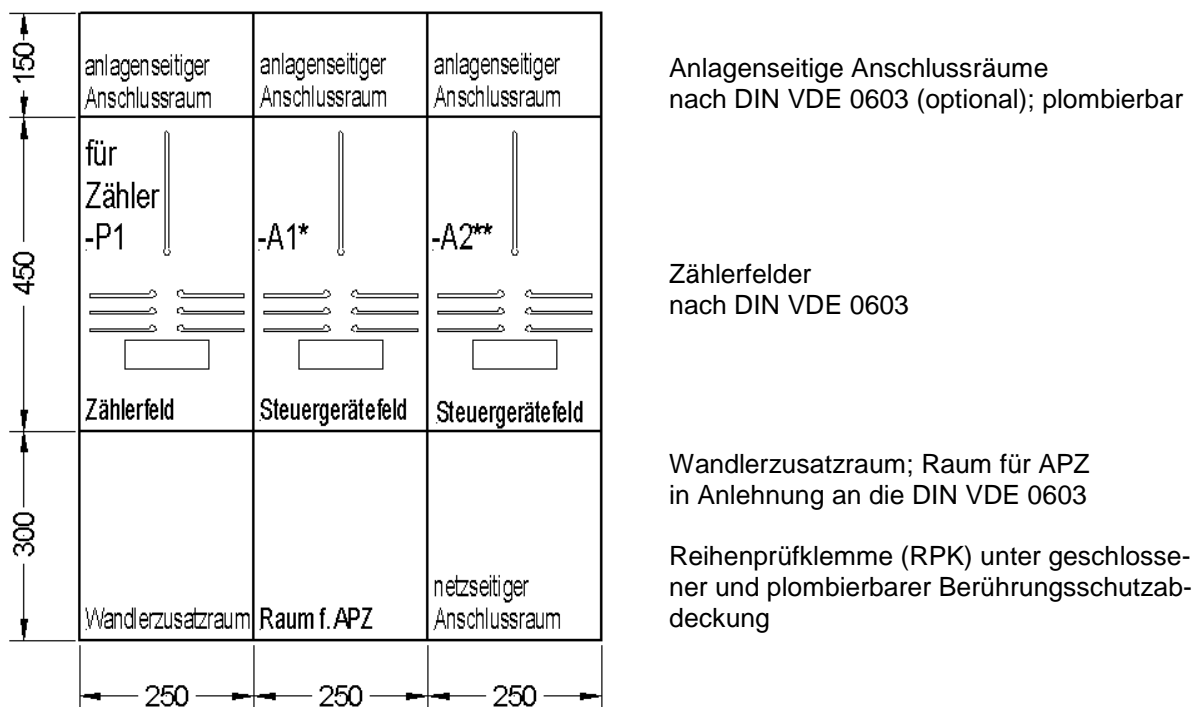 150
anlagenseitiger
Anschlussraum
anlagenseitiger
Anschlussraum
anlagenseitiger
Anschlussraum
Anlagenseitige Anschlussräume
nach DIN VDE 0603 (optional); plombierbar
450
für
Zähler
-P1
-A1*
-A2**
Zählerfelder
nach DIN VDE 0603
Zählerfeld
Steuergerätefeld
Steuergerätefeld
300
Wandlerzusatzraum
Raum f. APZ
netzseitiger
Anschlussraum
Wandlerzusatzraum; Raum für APZ
in Anlehnung an die DIN VDE 0603
Reihenprüfklemme (RPK) unter geschlosse-
ner und plombierbarer Berührungsschutzab-
deckung
250
250
250